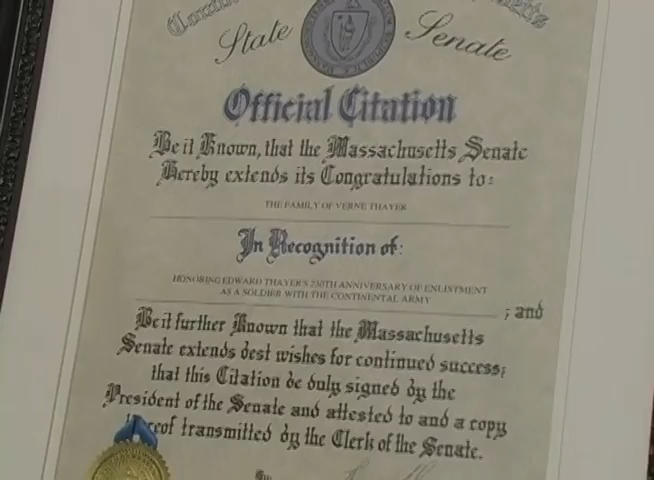 State Senate
Official Citation
Be it Known, that the Massachusetts Senate
Hereby extends its Congratulations to:
THE FAMILY OF VERNE THAYER
In Recognition of:
HONORING EDWARD THAYER'S 230TH ANNIVERSARY OF ENLISTMENT
AS A SOLDIER WITH THE CONTINENTAL ARMY
; and
Be it further Known that the Massachusetts
Senate extends best wishes for continued success;
that this Citation be duly signed by the
President of the Senate and attested to and a copy
transmitted by the Clerk of the Senate.